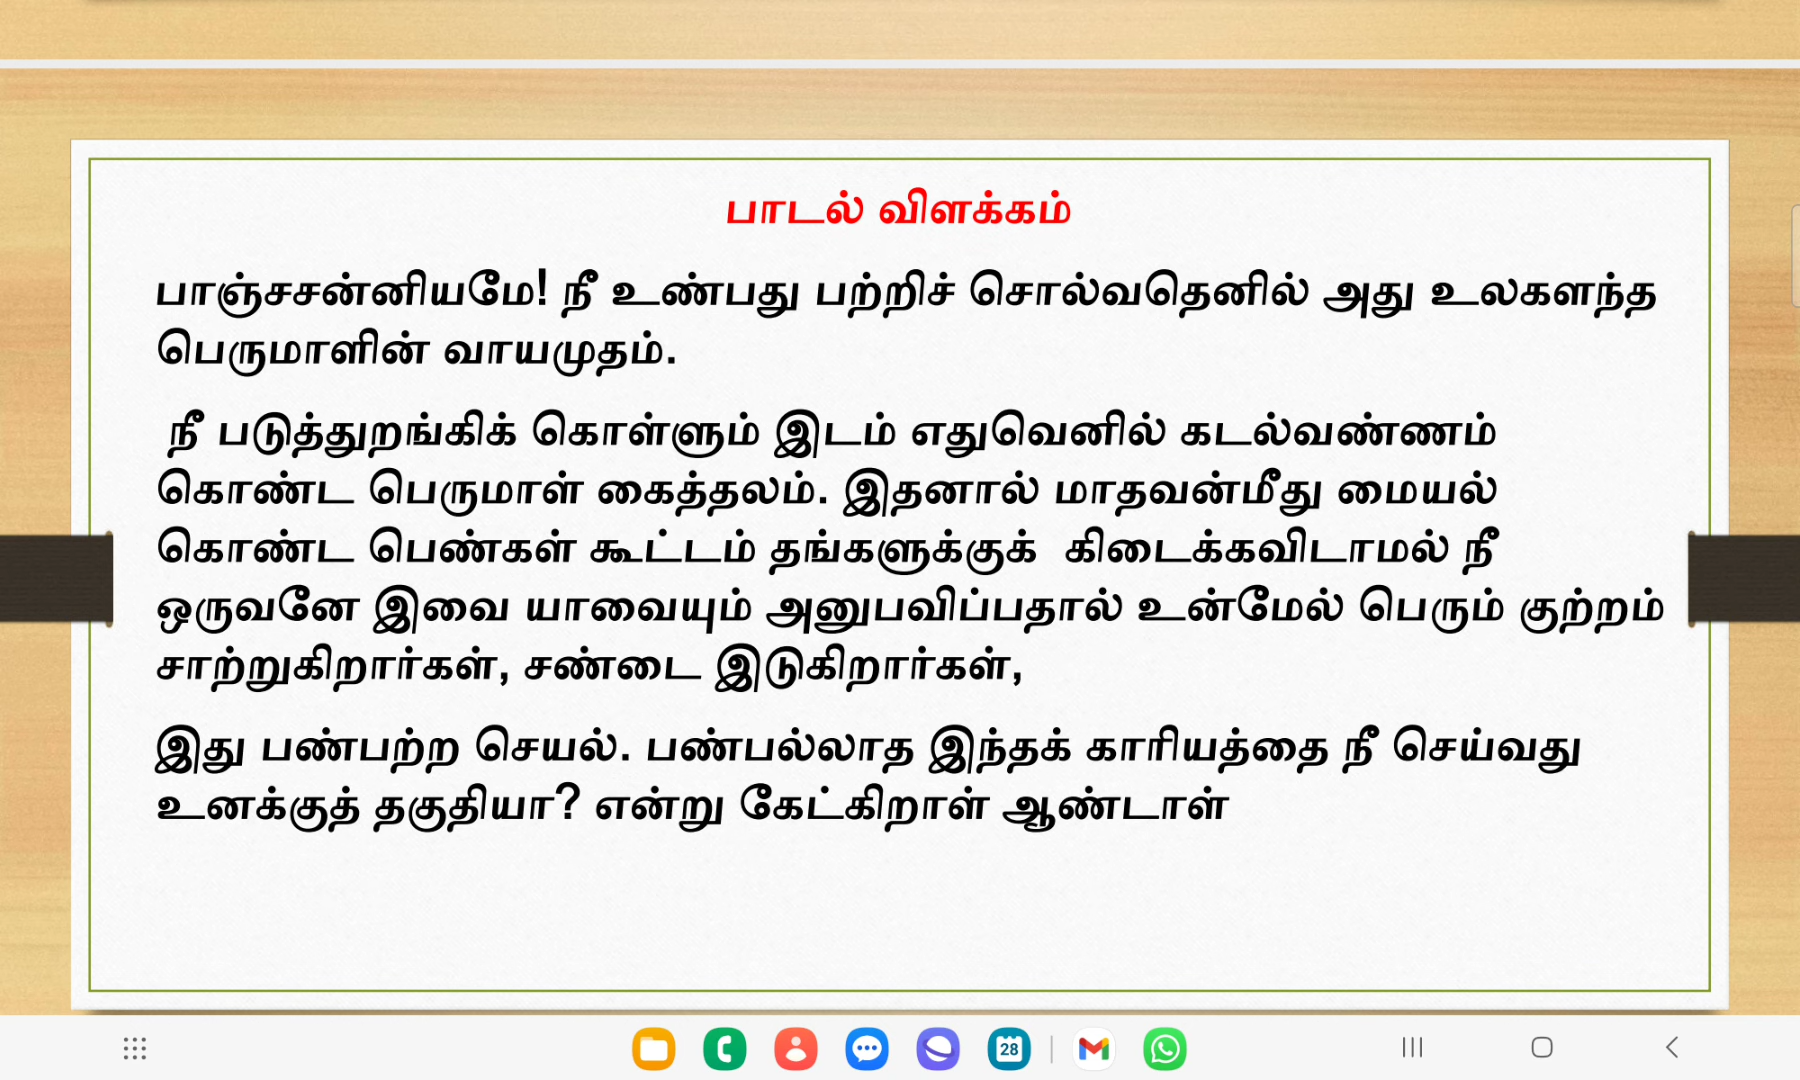 பாடல் விளக்கம்
பாஞ்சசன்னியமே! நீ உண்பது பற்றிச் சொல்வதெனில் அது உலகளந்த
பெருமாளின் வாயமுதம்.
நீ படுத்துறங்கிக் கொள்ளும் இடம் எதுவெனில் கடல்வண்ணம்
கொண்ட பெருமாள் கைத்தலம். இதனால் மாதவன்மீது மையல்
கொண்ட பெண்கள் கூட்டம் தங்களுக்குக் கிடைக்கவிடாமல் நீ
ஒருவனே இவை யாவையும் அனுபவிப்பதால் உன்மேல் பெரும் குற்றம்
சாற்றுகிறார்கள், சண்டை இடுகிறார்கள்,
இது பண்பற்ற செயல். பண்பல்லாத இந்தக் காரியத்தை நீ செய்வது
உனக்குத் தகுதியா? என்று கேட்கிறாள் ஆண்டாள்
28